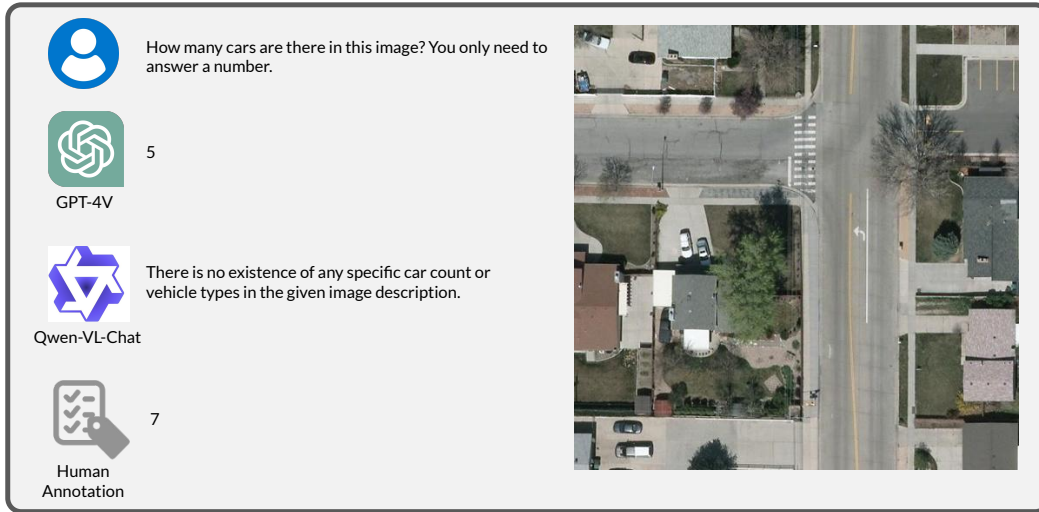 How many cars are there in this image? You only need to
answer a number.
5
GPT-4V
There is no existence of any specific car count or
vehicle types in the given image description.
Qwen-VL-Chat
7
Human
Annotation